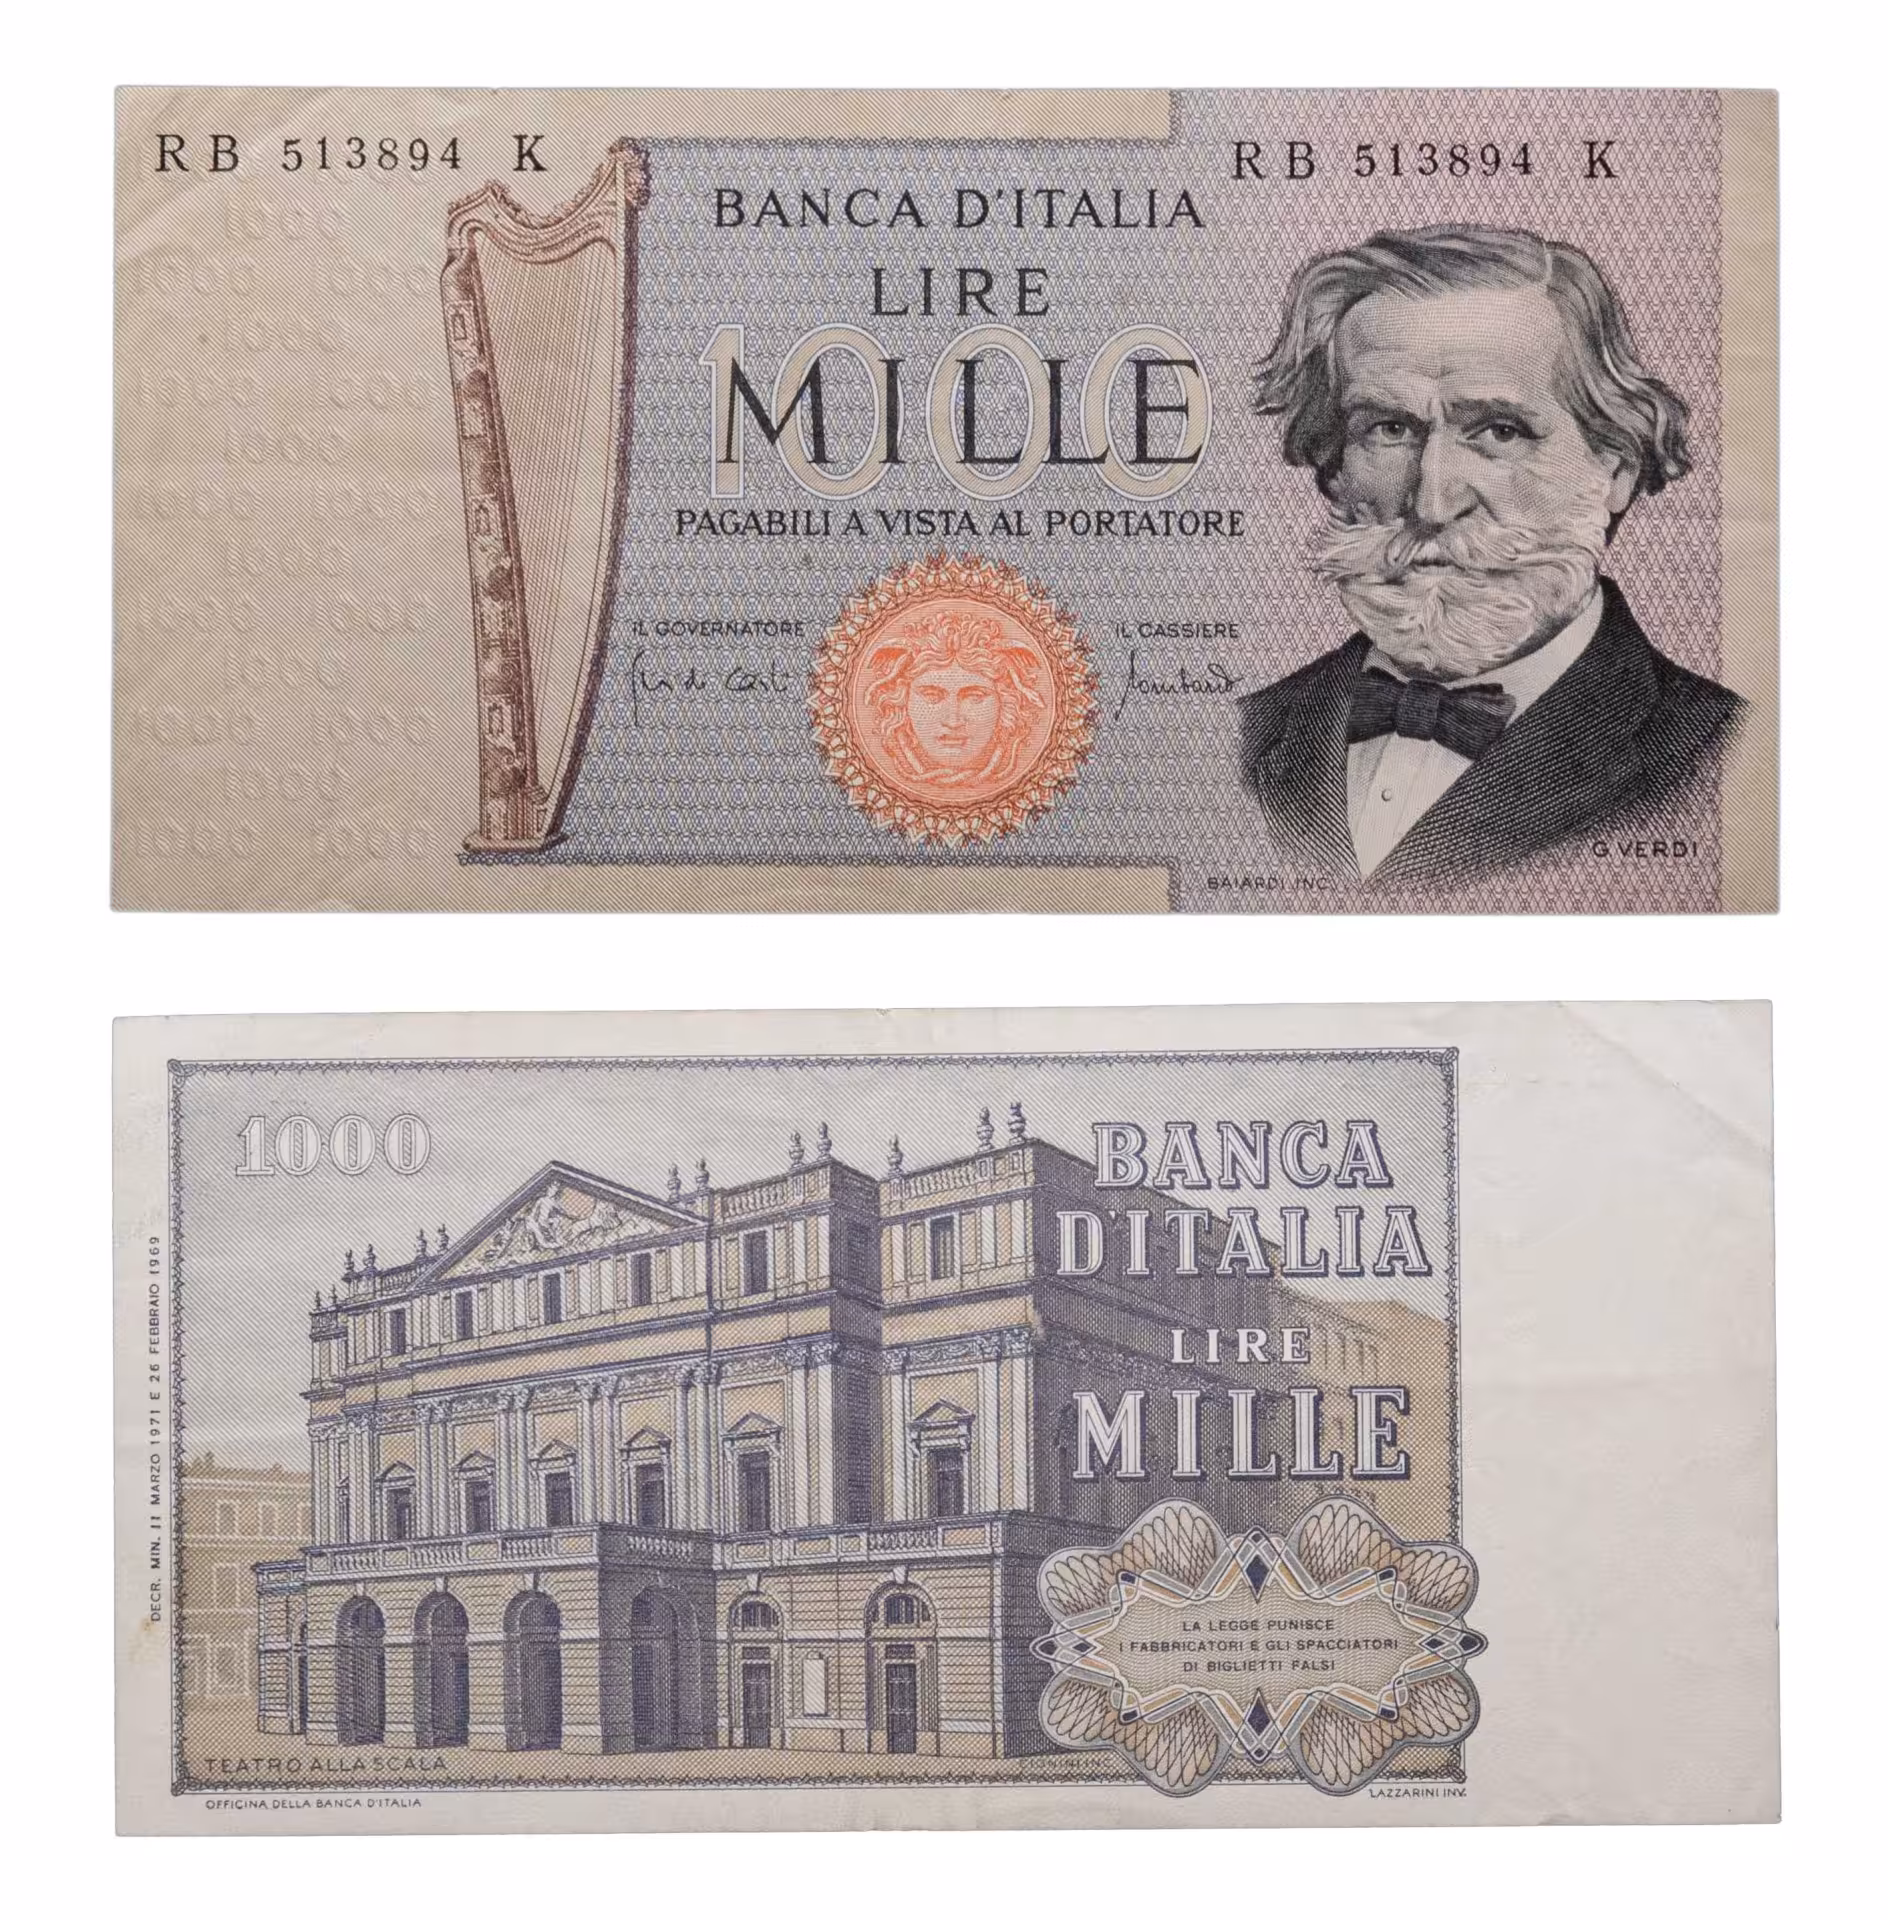 RB 513894 K
RB 513894 K
BANCA D'ITALIA
LIRE
1000
MILLE
PAGABILI A VISTA AL PORTATORE
IL GOVERNATORE
IL CASSIERE
G. VERDI
BAIARDI INC.
1000
BANCA
D'ITALIA
LIRE
MILLE
DECR. MIN. 11 MARZO 1971 E 26 FEBBRAIO 1969
LA LEGGE PUNISCE
I FABBRICATORI E GLI SPACCIATORI
DI BIGLIETTI FALSI
TEATRO ALLA SCALA
OFFICINA DELLA BANCA D'ITALIA
LAZZARINI INV.